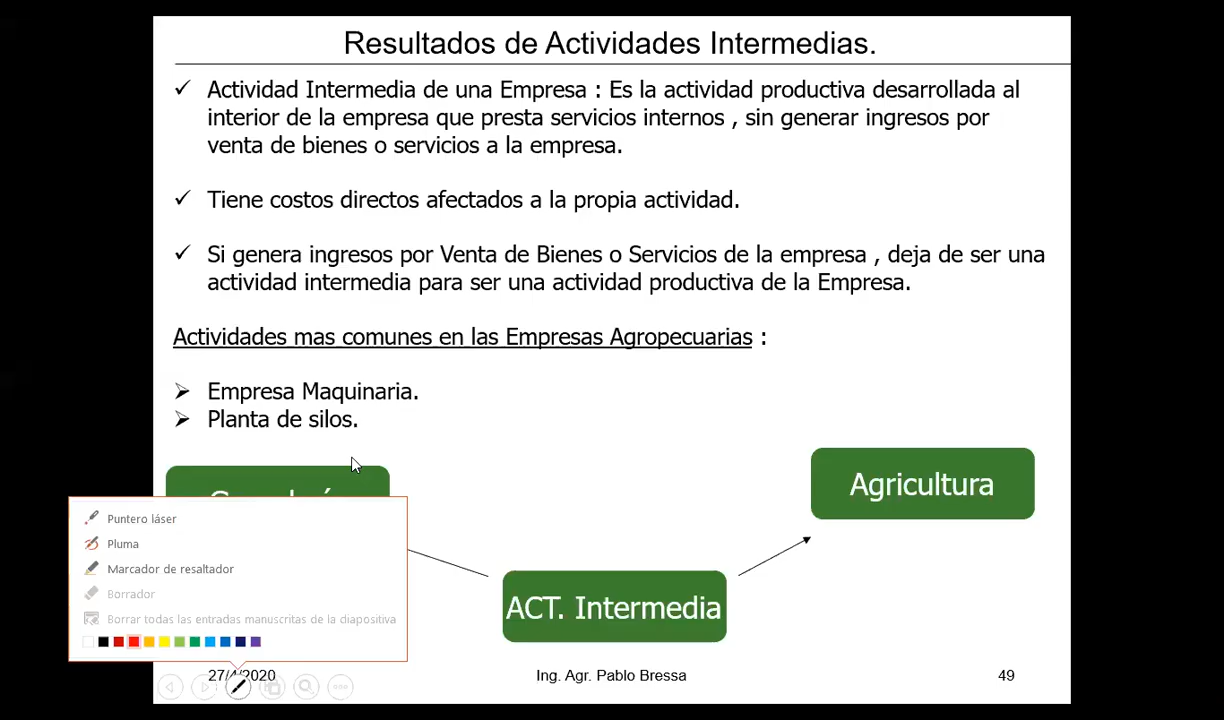 Resultados de Actividades Intermedias.
Actividad Intermedia de una Empresa : Es la actividad productiva desarrollada al
interior de la empresa que presta servicios internos , sin generar ingresos por
venta de bienes o servicios a la empresa.
Tiene costos directos afectados a la propia actividad.
Si genera ingresos por Venta de Bienes o Servicios de la empresa , deja de ser una
actividad intermedia para ser una actividad productiva de la Empresa.
Actividades mas comunes en las Empresas Agropecuarias :
Empresa Maquinaria.
Planta de silos.
Agricultura
Puntero láser
Pluma
Marcador de resaltador
Borrador
Borrar todas las entradas manuscritas de la diapositiva
ACT. Intermedia
27/4/2020
Ing. Agr. Pablo Bressa
49